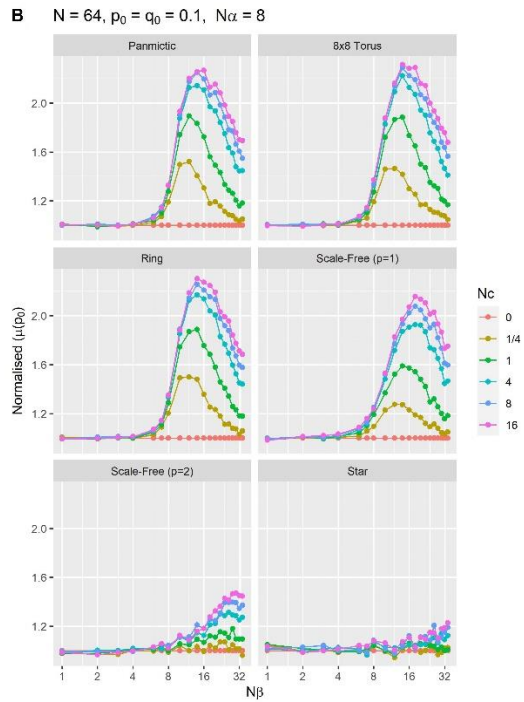 B N = 64, p₀ = q₀ = 0.1, Nα = 8
Panmictic 8x8 Torus
2.0
1.6
1.2
Ring Scale-Free (p=1)
2.0
1.6
1.2
Scale-Free (p=2) Star
2.0
1.6
1.2
1 2 4 8 16 32 1 2 4 8 16 32
Nβ
Normalised (μ(p₀)
Nc
0
1/4
1
4
8
16